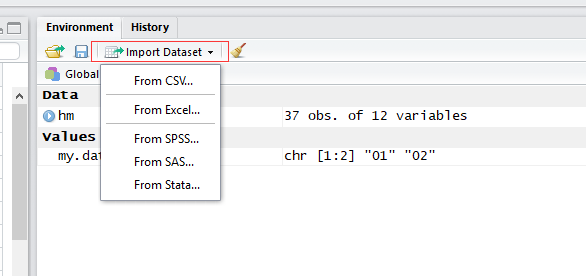 Environment History
Import Dataset
Global
From CSV...
Data
From Excel...
hm 37 obs. of 12 variables
Values
From SPSS...
my.da chr [1:2] "01" "02"
From SAS...
From Stata...